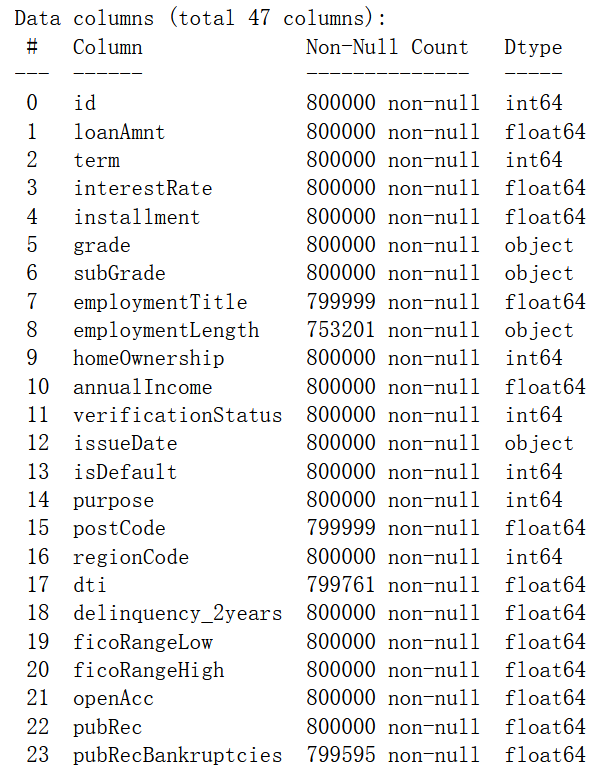 Data columns (total 47 columns):
 #   Column              Non-Null Count   Dtype
---  ------              --------------   -----
 0   id                  800000 non-null  int64
 1   loanAmnt            800000 non-null  float64
 2   term                800000 non-null  int64
 3   interestRate        800000 non-null  float64
 4   installment         800000 non-null  float64
 5   grade               800000 non-null  object
 6   subGrade            800000 non-null  object
 7   employmentTitle     799999 non-null  float64
 8   employmentLength    753201 non-null  object
 9   homeOwnership       800000 non-null  int64
 10  annualIncome        800000 non-null  float64
 11  verificationStatus  800000 non-null  int64
 12  issueDate           800000 non-null  object
 13  isDefault           800000 non-null  int64
 14  purpose             800000 non-null  int64
 15  postCode            799999 non-null  float64
 16  regionCode          800000 non-null  int64
 17  dti                 799761 non-null  float64
 18  delinquency_2years  800000 non-null  float64
 19  ficoRangeLow        800000 non-null  float64
 20  ficoRangeHigh       800000 non-null  float64
 21  openAcc             800000 non-null  float64
 22  pubRec              800000 non-null  float64
 23  pubRecBankruptcies  799595 non-null  float64